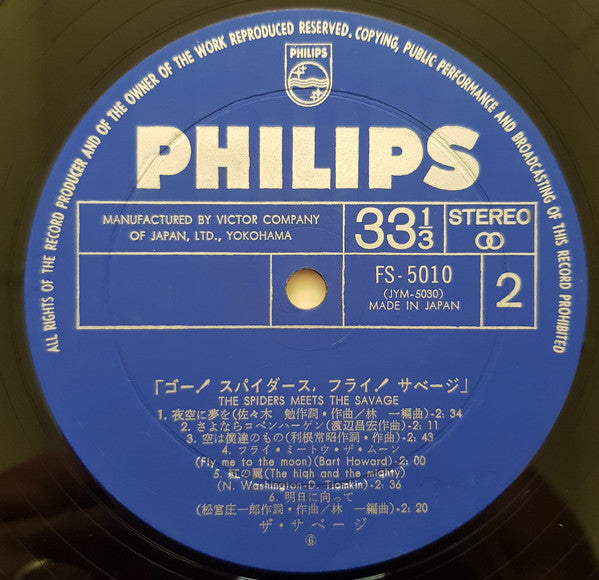 ALL RIGHTS OF THE RECORD PRODUCER AND OF THE OWNER OF THE WORK REPRODUCED RESERVED. COPYING, PUBLIC PERFORMANCE AND BROADCASTING OF THIS RECORD PROHIBITED
PHILIPS
PHILIPS
MANUFACTURED BY VICTOR COMPANY
OF JAPAN, LTD., YOKOHAMA
33 1/3
STEREO
FS-5010
(JYM-5030)
MADE IN JAPAN
2
「ゴー! スパイダース, フライ! サベージ」
THE SPIDERS MEETS THE SAVAGE
1. 夜空に夢を(佐々木 勉作詞・作曲/林 一編曲)-2: 34
2. さよならコペンハーゲン(渡辺昌宏作曲)-2: 11
3. 空は僕達のもの(利根常昭作詞・作曲)-2: 43
4. フライ・ミートウ・ザ・ムーン
(Fly me to the moon)(Bart Howard)-2: 00
5. 紅の翼(The high and the mighty)
(N. Washington-D. Tiomkin)-2: 36
6. 明日に向って
(松宮庄一郎作詞・作曲/林 一編曲)-2: 20
ザ・サベージ
⑥